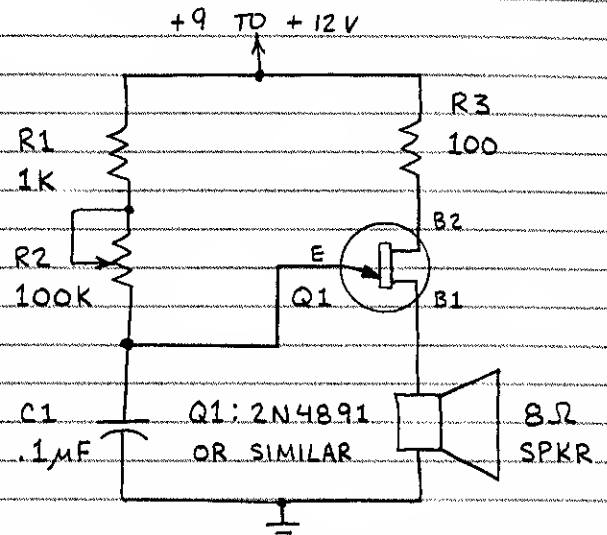 +9 TO +12V
R1
1K
R3
100
B2
R2
100K
E
Q1
B1
C1
.1µF
Q1: 2N4891
OR SIMILAR
8Ω
SPKR